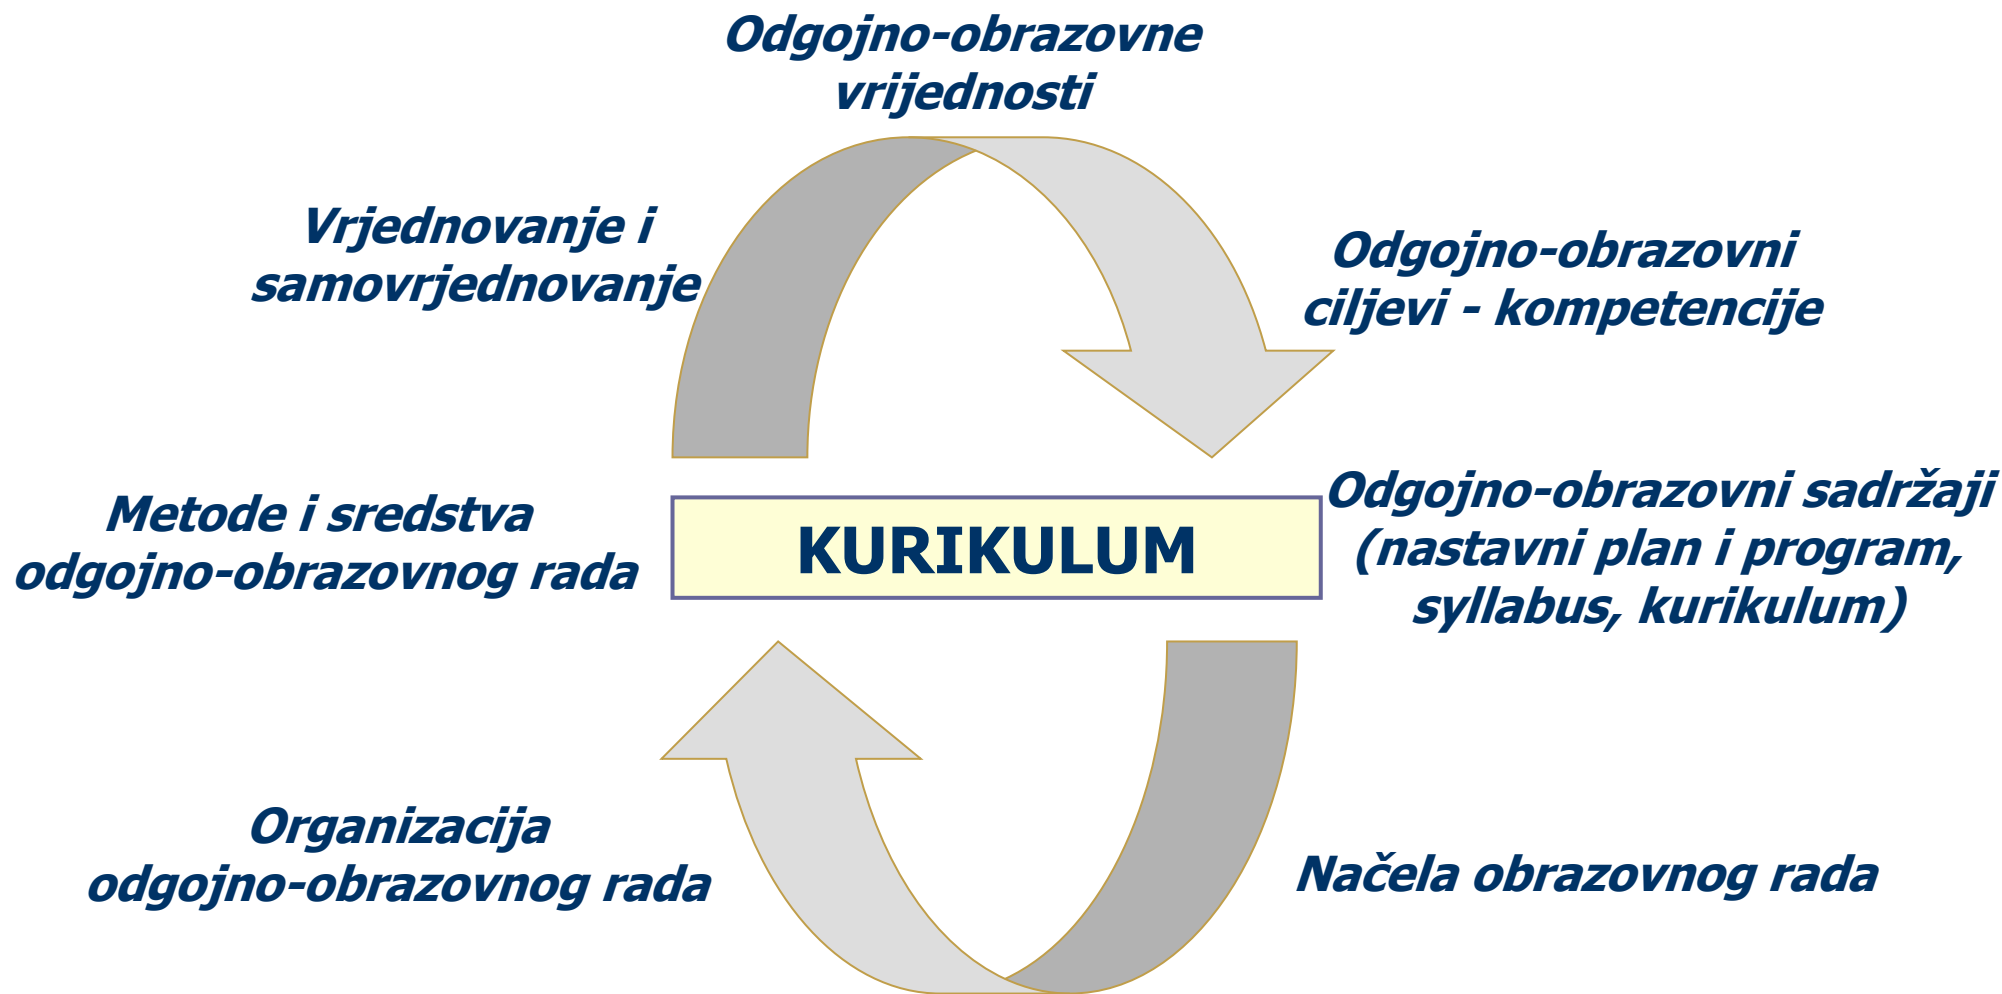 Odgojno-obrazovne
vrijednosti
Vrjednovanje i
samovrjednovanje
Odgojno-obrazovni
ciljevi - kompetencije
Metode i sredstva
odgojno-obrazovnog rada
KURIKULUM
Odgojno-obrazovni sadržaji
(nastavni plan i program,
syllabus, kurikulum)
Organizacija
odgojno-obrazovnog rada
Načela obrazovnog rada